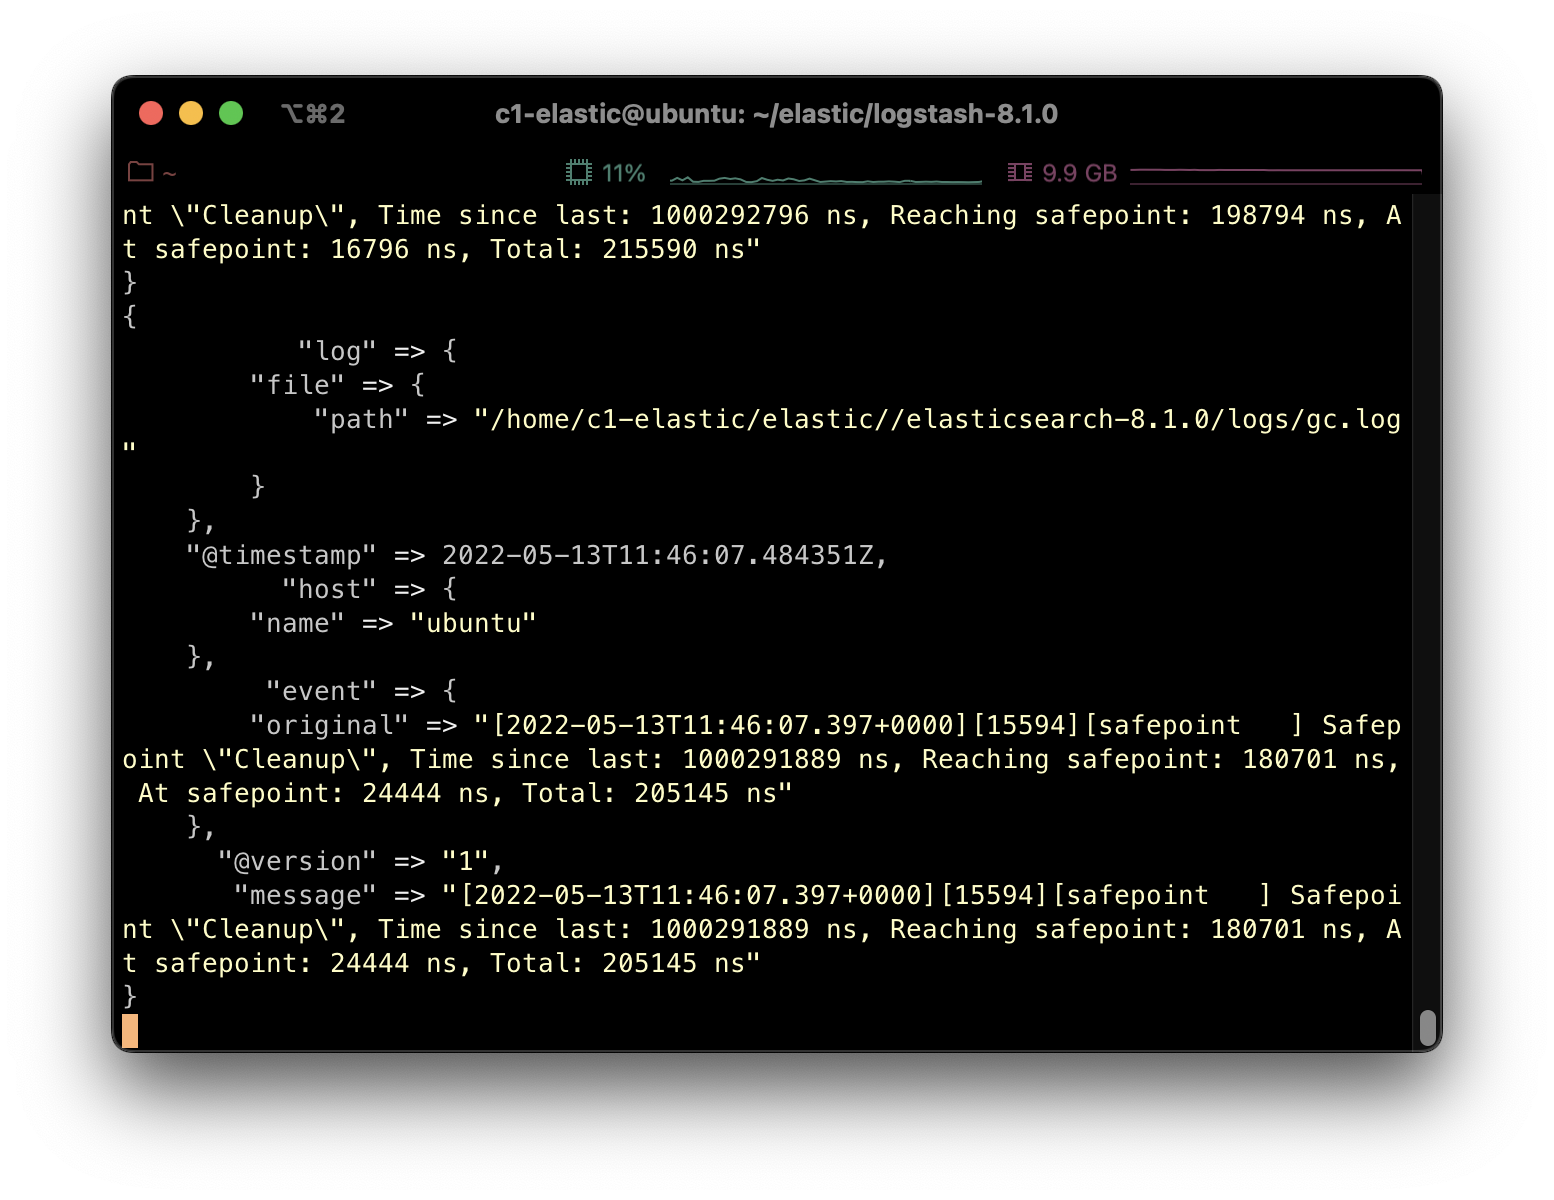 ⌥⌘2 c1-elastic@ubuntu: ~/elastic/logstash-8.1.0
~ 11% 9.9 GB
nt \"Cleanup\", Time since last: 1000292796 ns, Reaching safepoint: 198794 ns, A
t safepoint: 16796 ns, Total: 215590 ns"
}
{
           "log" => {
        "file" => {
            "path" => "/home/c1-elastic/elastic//elasticsearch-8.1.0/logs/gc.log
"
        }
    },
    "@timestamp" => 2022-05-13T11:46:07.484351Z,
          "host" => {
        "name" => "ubuntu"
    },
         "event" => {
        "original" => "[2022-05-13T11:46:07.397+0000][15594][safepoint   ] Safep
oint \"Cleanup\", Time since last: 1000291889 ns, Reaching safepoint: 180701 ns,
 At safepoint: 24444 ns, Total: 205145 ns"
    },
      "@version" => "1",
       "message" => "[2022-05-13T11:46:07.397+0000][15594][safepoint   ] Safepoi
nt \"Cleanup\", Time since last: 1000291889 ns, Reaching safepoint: 180701 ns, A
t safepoint: 24444 ns, Total: 205145 ns"
}